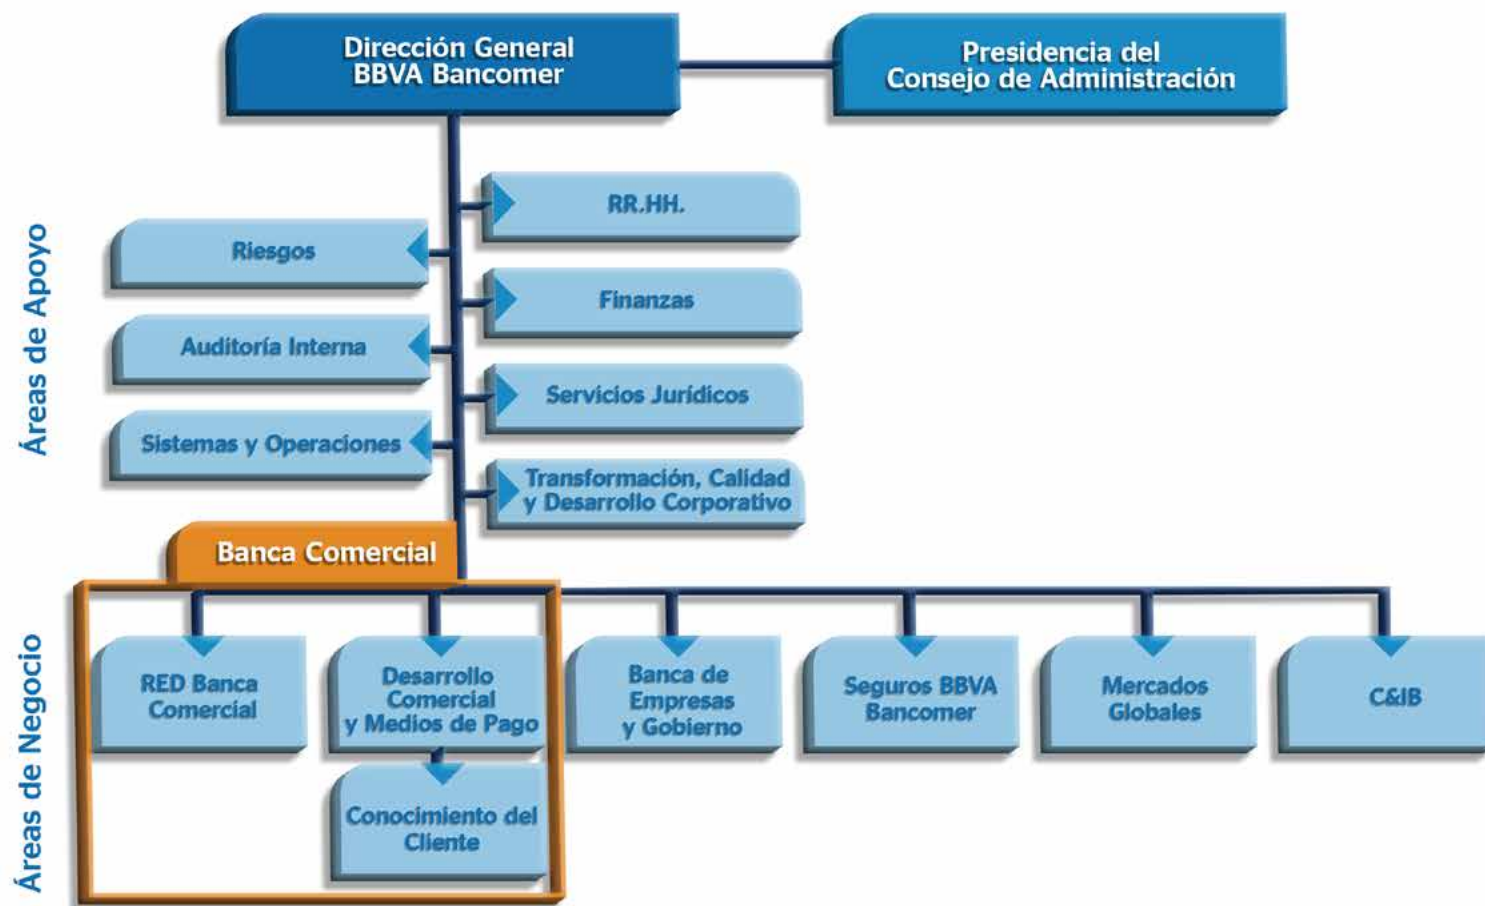 Dirección General
BBVA Bancomer
Presidencia del
Consejo de Administración
Áreas de Apoyo
RR.HH.
Riesgos
Finanzas
Auditoría Interna
Servicios Jurídicos
Sistemas y Operaciones
Transformación, Calidad
y Desarrollo Corporativo
Banca Comercial
Áreas de Negocio
RED Banca
Comercial
Desarrollo
Comercial
y Medios de Pago
Banca de
Empresas
y Gobierno
Seguros BBVA
Bancomer
Mercados
Globales
C&IB
Conocimiento del
Cliente